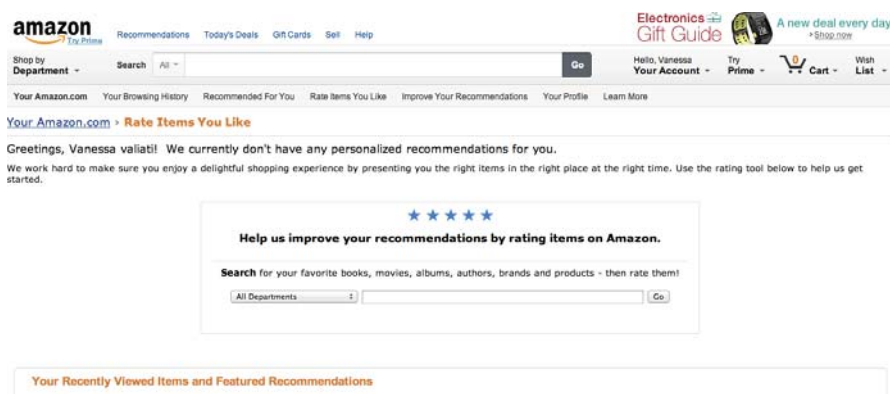 amazon
Try Prime
Recommendations Today's Deals Gift Cards Sell Help
Electronics
Gift Guide
A new deal every day
Shop now
Shop by
Department
Search All Go
Hello, Vanessa
Your Account
Try
Prime
0
Cart
Wish
List
Your Amazon.com Your Browsing History Recommended For You Rate Items You Like Improve Your Recommendations Your Profile Learn More
Your Amazon.com › Rate Items You Like
Greetings, Vanessa valiati! We currently don't have any personalized recommendations for you.
We work hard to make sure you enjoy a delightful shopping experience by presenting you the right items in the right place at the right time. Use the rating tool below to help us get
started.
Help us improve your recommendations by rating items on Amazon.
Search for your favorite books, movies, albums, authors, brands and products - then rate them!
All Departments Go
Your Recently Viewed Items and Featured Recommendations